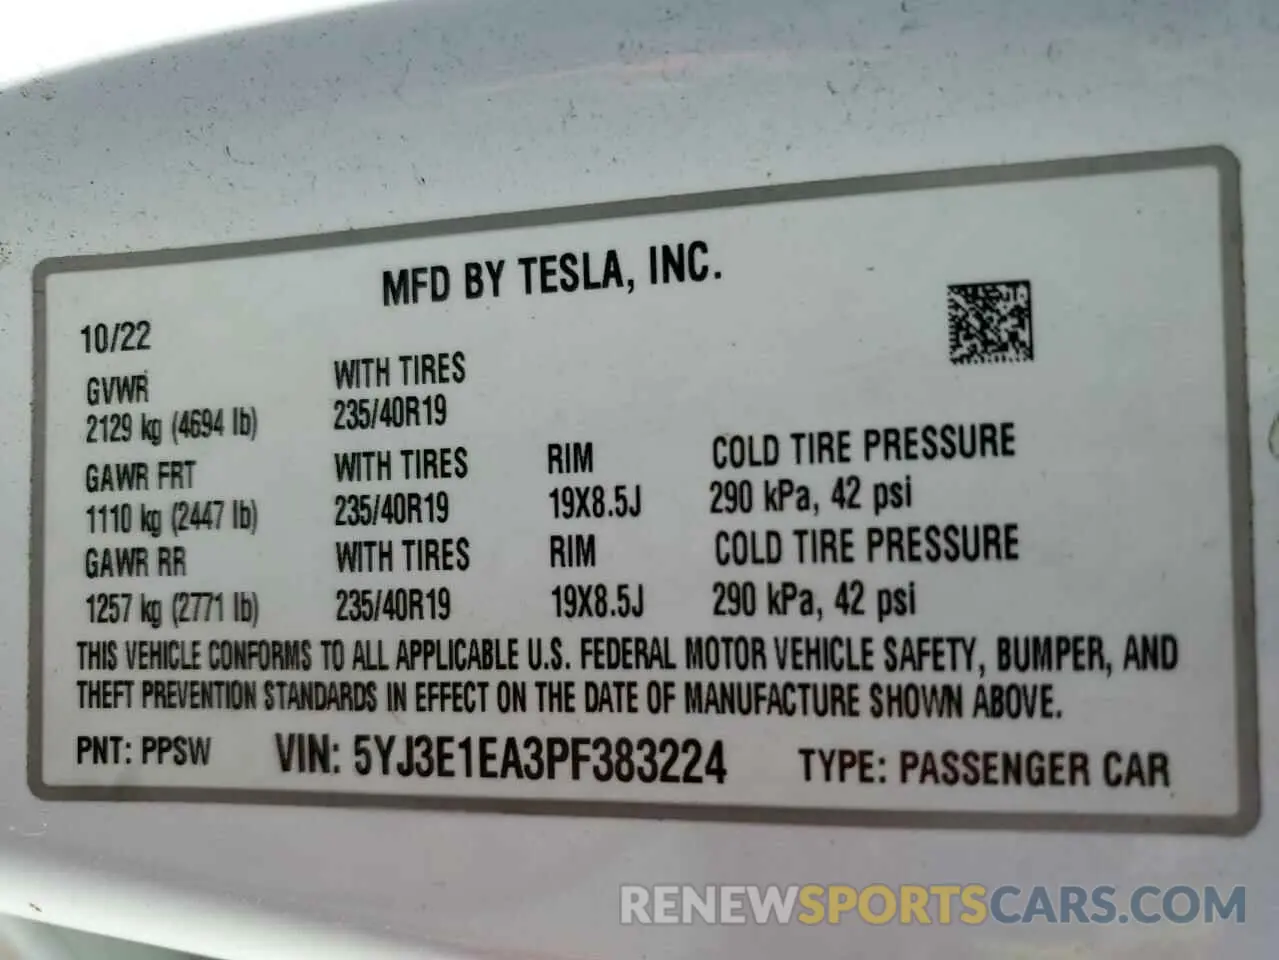 MFD BY TESLA, INC.
10/22
GVWR WITH TIRES
2129 kg (4694 lb) 235/40R19
GAWR FRT WITH TIRES RIM COLD TIRE PRESSURE
1110 kg (2447 lb) 235/40R19 19X8.5J 290 kPa, 42 psi
GAWR RR WITH TIRES RIM COLD TIRE PRESSURE
1257 kg (2771 lb) 235/40R19 19X8.5J 290 kPa, 42 psi
THIS VEHICLE CONFORMS TO ALL APPLICABLE U.S. FEDERAL MOTOR VEHICLE SAFETY, BUMPER, AND
THEFT PREVENTION STANDARDS IN EFFECT ON THE DATE OF MANUFACTURE SHOWN ABOVE.
PNT: PPSW VIN: 5YJ3E1EA3PF383224 TYPE: PASSENGER CAR
RENEWSPORTSCARS.COM